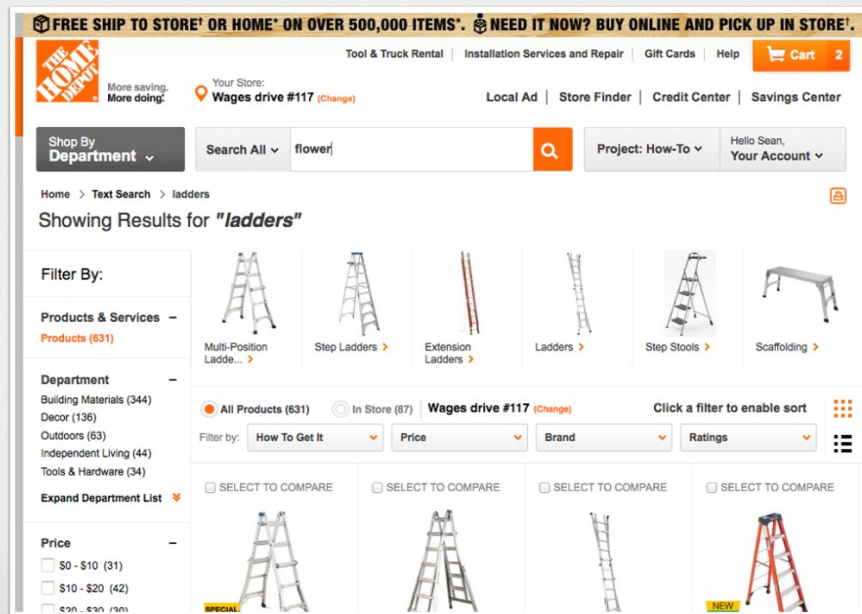 FREE SHIP TO STORE† OR HOME* ON OVER 500,000 ITEMS*. NEED IT NOW? BUY ONLINE AND PICK UP IN STORE†.
Tool & Truck Rental | Installation Services and Repair | Gift Cards | Help
Cart 2
THE HOME DEPOT
More saving.
More doing.
Your Store:
Wages drive #117 (Change)
Local Ad | Store Finder | Credit Center | Savings Center
Shop By
Department
Search All
flower
Project: How-To
Hello Sean,
Your Account
Home > Text Search > ladders
Showing Results for "ladders"
Filter By:
Products & Services –
Products (631)
Department –
Building Materials (344)
Decor (136)
Outdoors (63)
Independent Living (44)
Tools & Hardware (34)
Expand Department List
Price –
$0 - $10 (31)
$10 - $20 (42)
$20 - $30 (30)
Multi-Position
Ladde... >
Step Ladders >
Extension
Ladders >
Ladders >
Step Stools >
Scaffolding >
All Products (631)
In Store (87)
Wages drive #117 (Change)
Click a filter to enable sort
Filter by:
How To Get It
Price
Brand
Ratings
SELECT TO COMPARE
SELECT TO COMPARE
SELECT TO COMPARE
SELECT TO COMPARE
SPECIAL
NEW